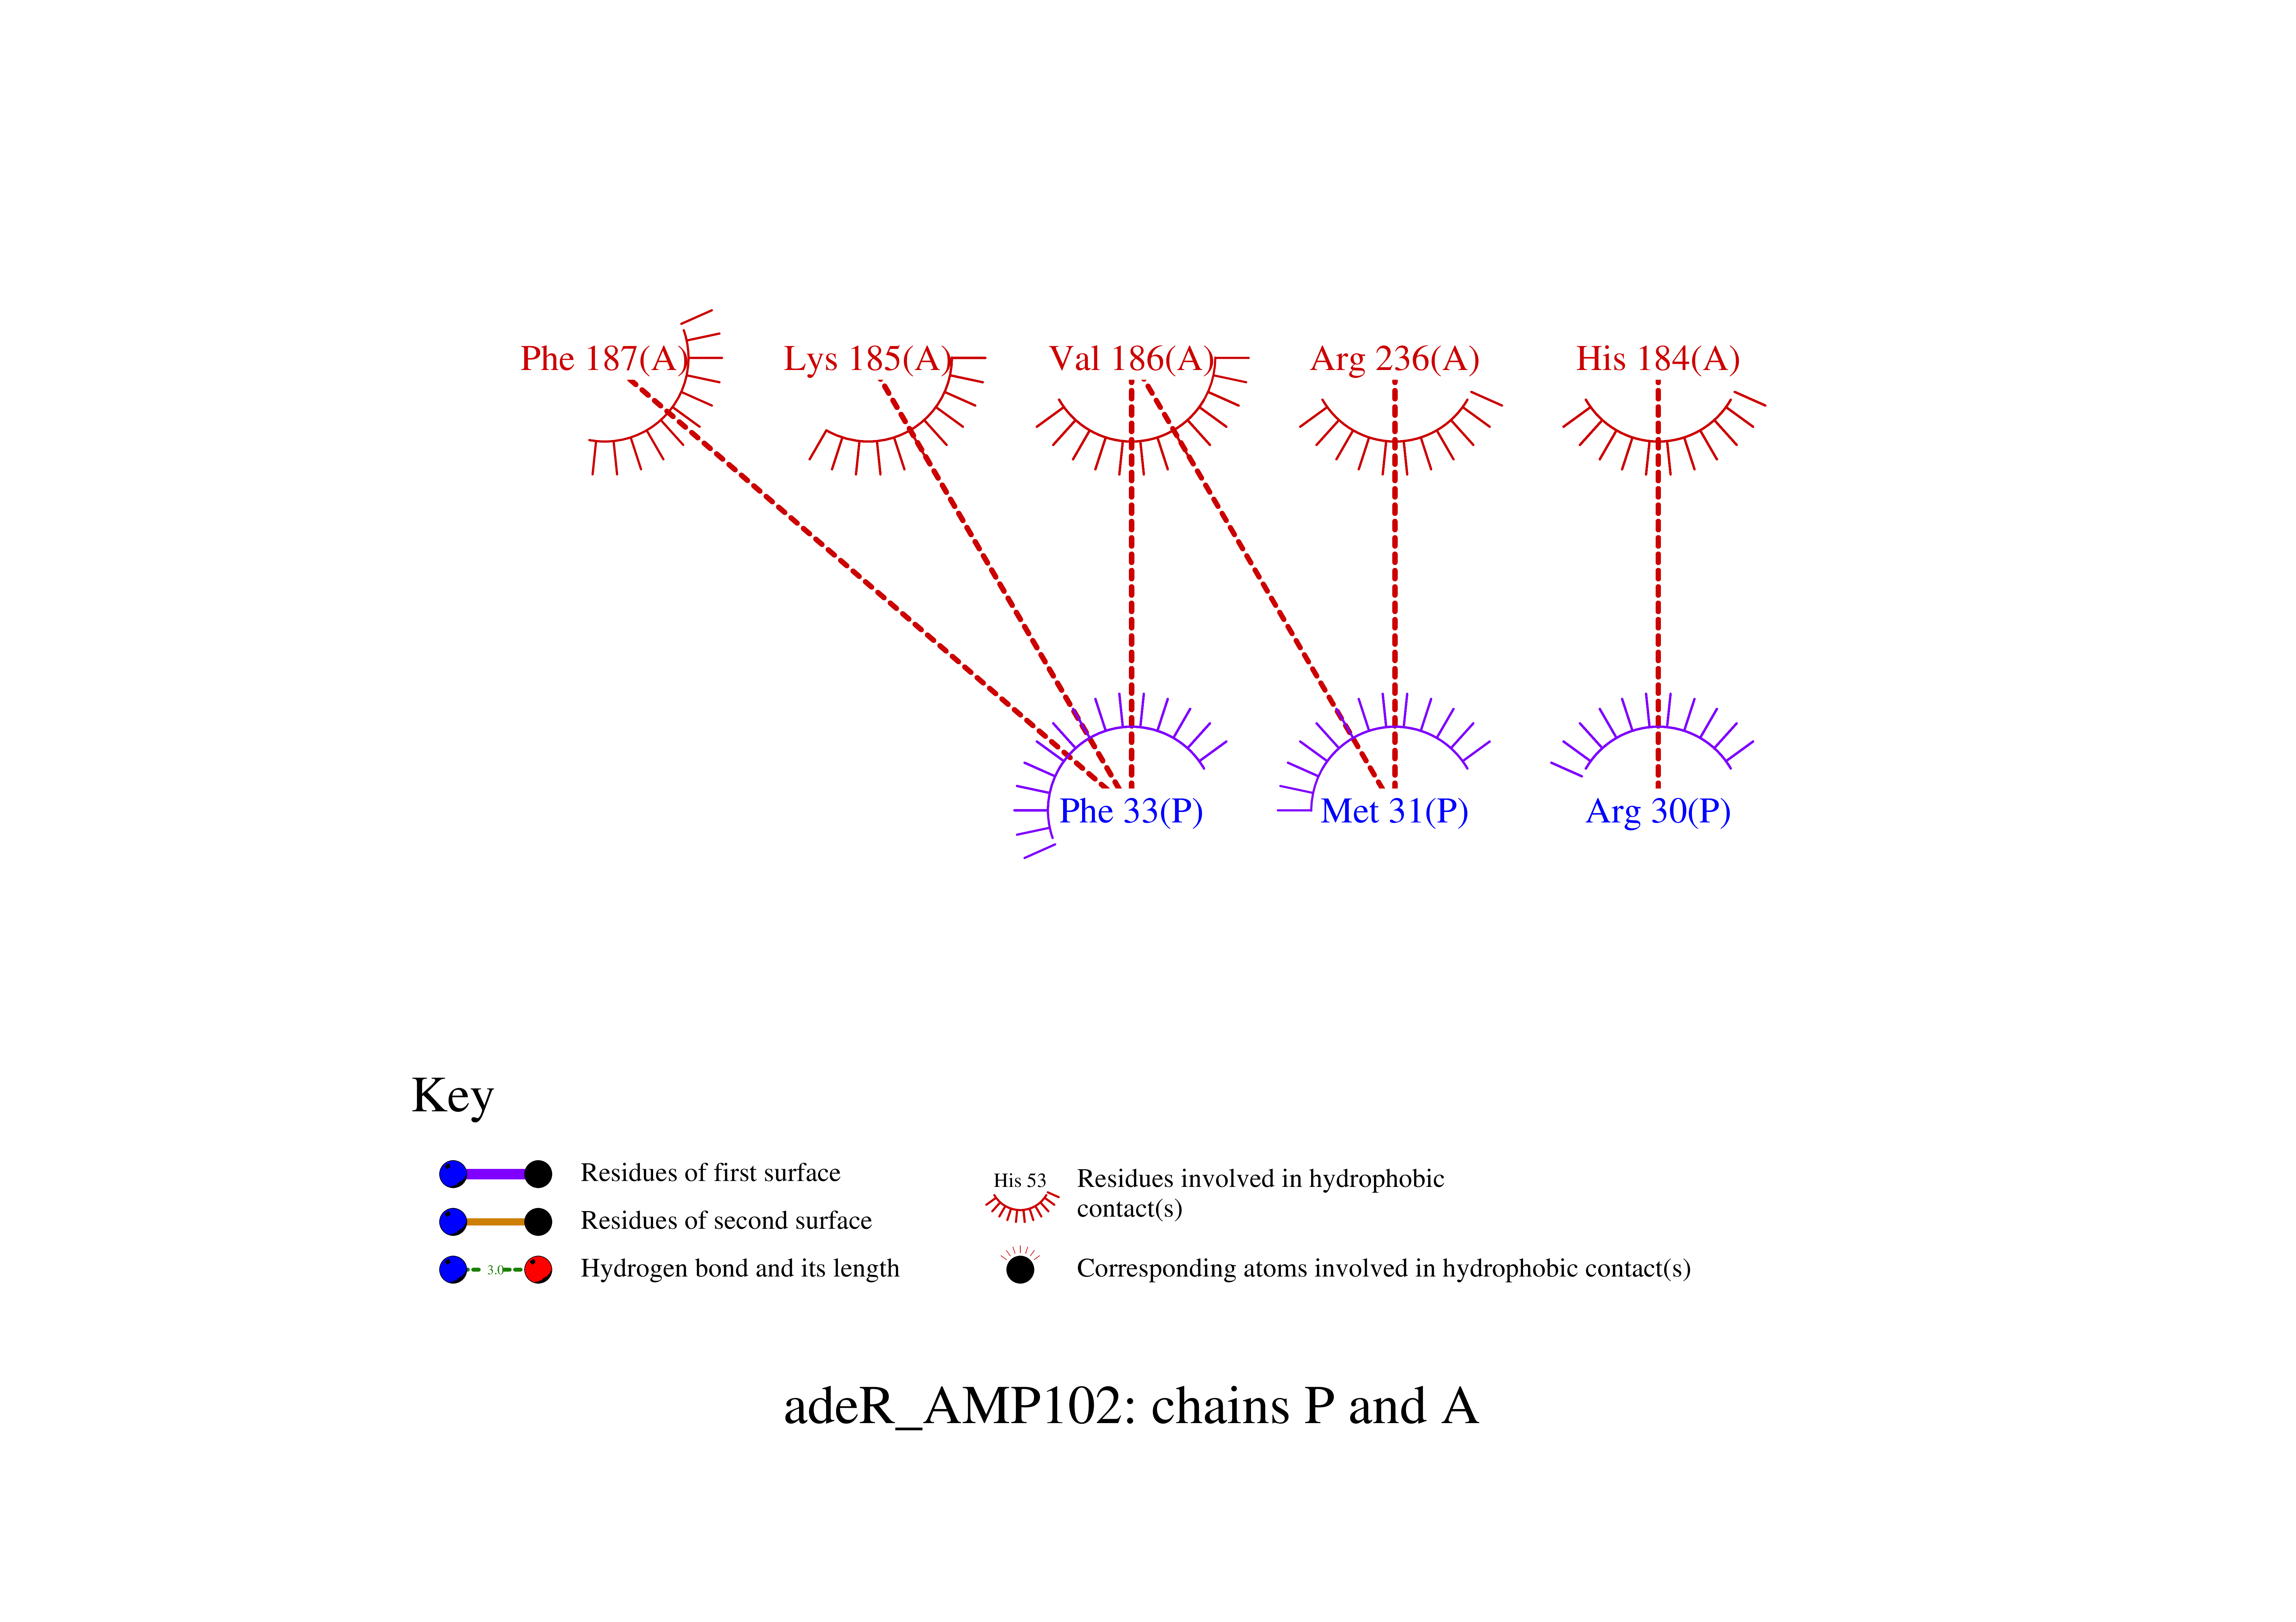 Phe 187(A) Lys 185(A) Val 186(A) Arg 236(A) His 184(A)
Phe 33(P) Met 31(P) Arg 30(P)
Key
Residues of first surface
Residues of second surface
3.0 Hydrogen bond and its length
His 53 Residues involved in hydrophobic
contact(s)
Corresponding atoms involved in hydrophobic contact(s)
adeR_AMP102: chains P and A